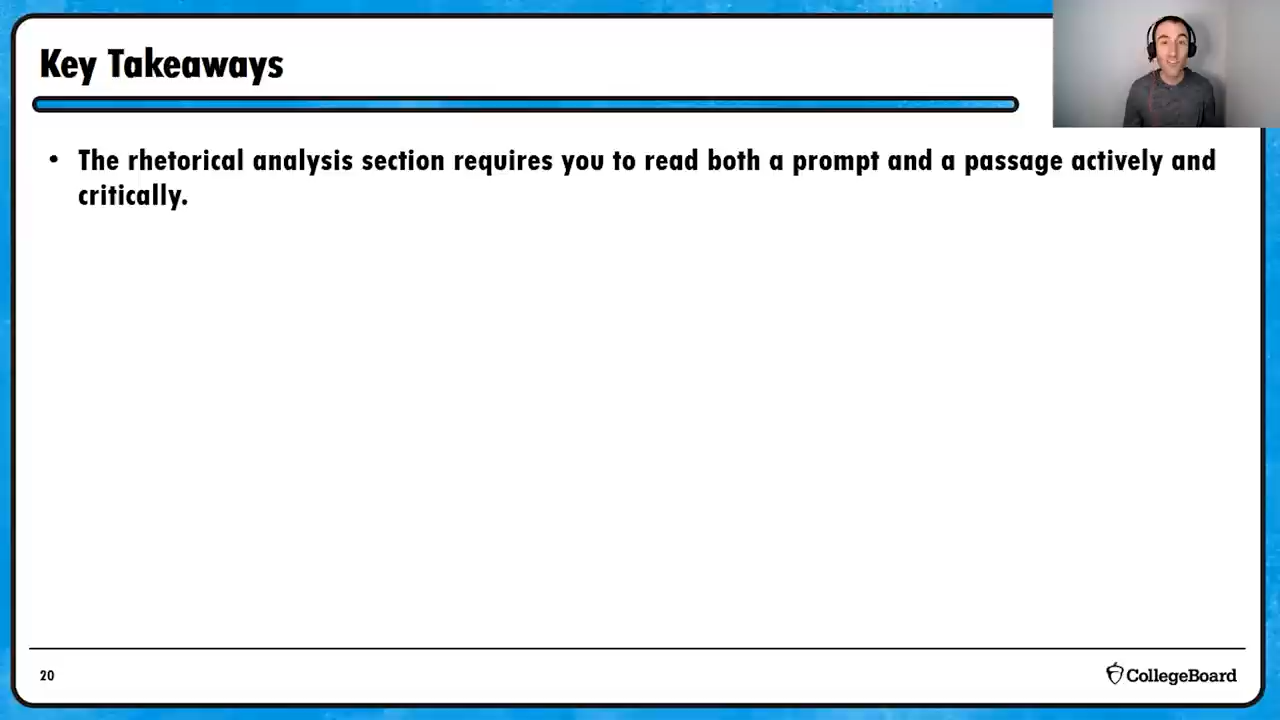 Key Takeaways
• The rhetorical analysis section requires you to read both a prompt and a passage actively and
critically.
20
CollegeBoard